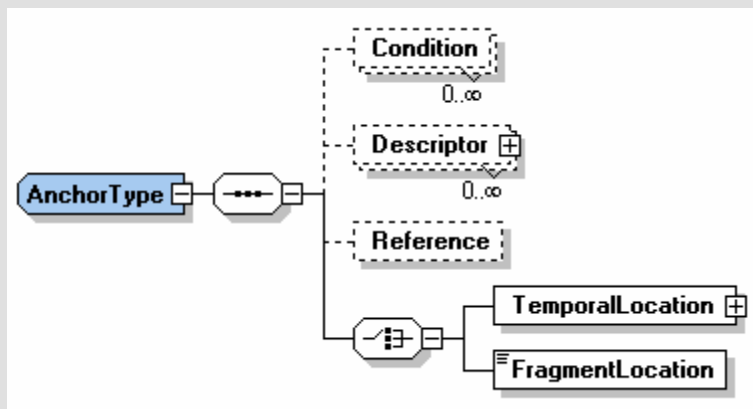 Condition
0..∞
Descriptor
0..∞
AnchorType
Reference
TemporalLocation
FragmentLocation